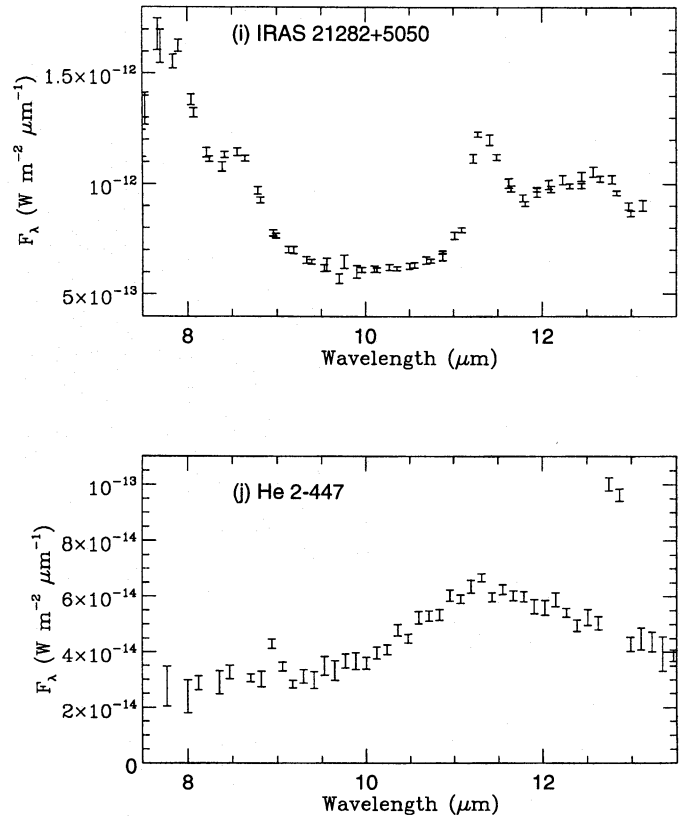 (i) IRAS 21282+5050
1.5×10⁻¹²
10⁻¹²
5×10⁻¹³
F_λ (W m⁻² μm⁻¹)
8
10
12
Wavelength (μm)
(j) He 2-447
10⁻¹³
8×10⁻¹⁴
6×10⁻¹⁴
4×10⁻¹⁴
2×10⁻¹⁴
0
F_λ (W m⁻² μm⁻¹)
8
10
12
Wavelength (μm)